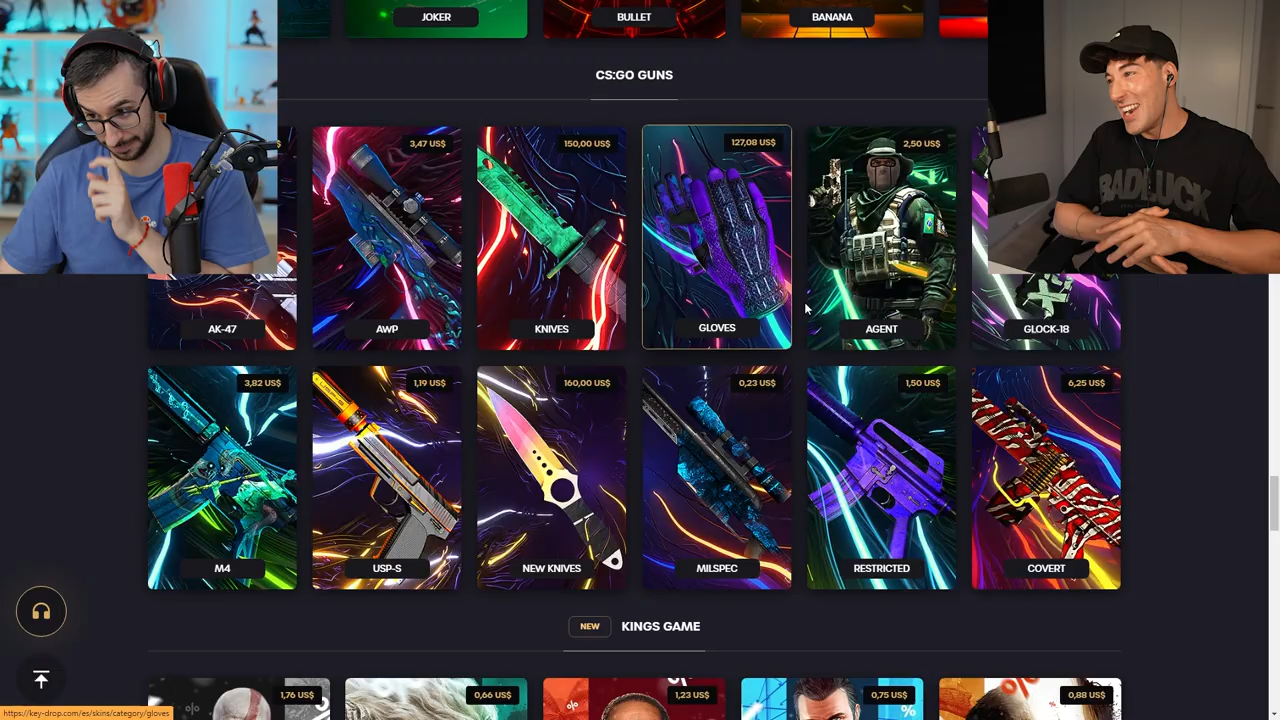 JOKER
BULLET
BANANA
CS:GO GUNS
3,47 US$
150,00 US$
127,08 US$
2,50 US$
BADLUCK
AK-47
AWP
KNIVES
GLOVES
AGENT
GLOCK-18
3,82 US$
1,19 US$
160,00 US$
0,23 US$
1,50 US$
6,25 US$
M4
USP-S
NEW KNIVES
MILSPEC
RESTRICTED
COVERT
NEW
KINGS GAME
1,76 US$
0,66 US$
1,23 US$
0,75 US$
0,88 US$
https://key-drop.com/es/skins/category/gloves